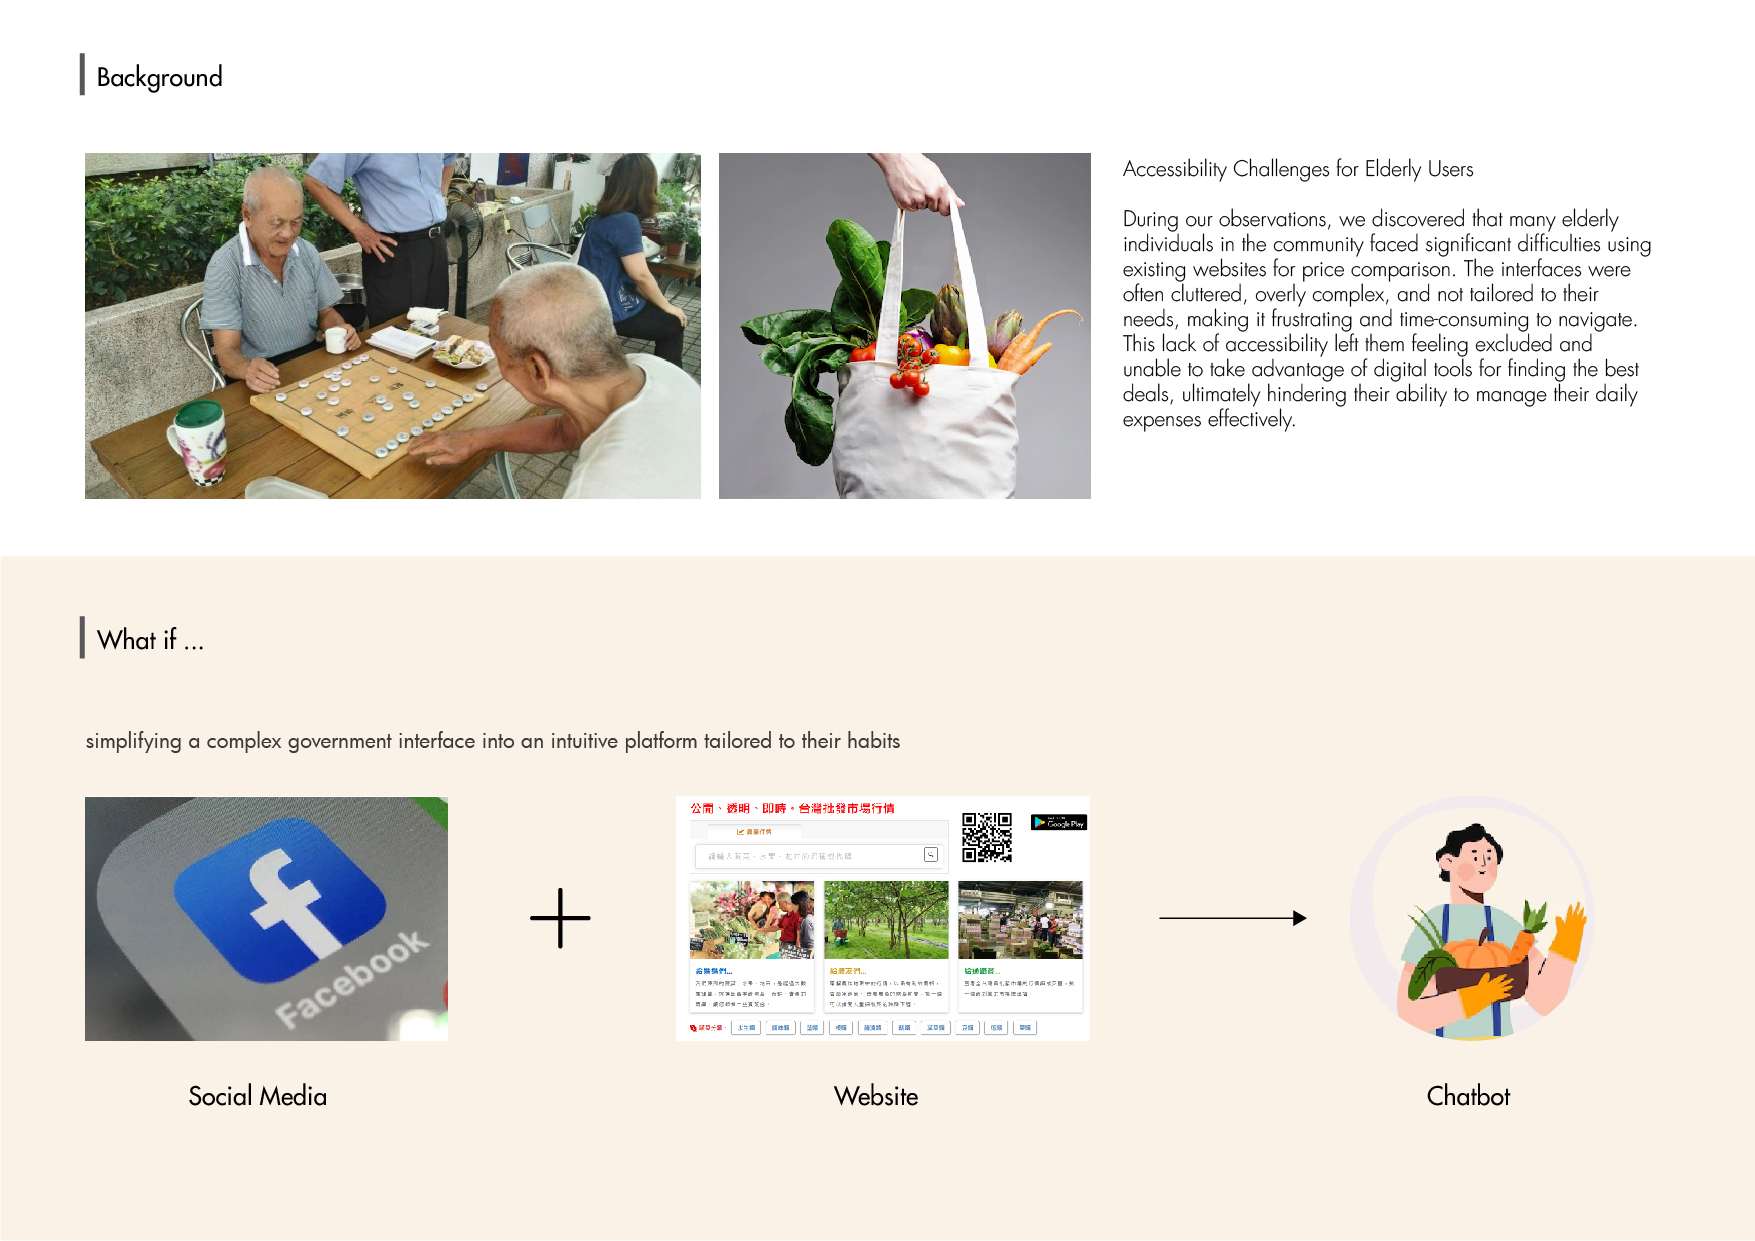 Background
Accessibility Challenges for Elderly Users
During our observations, we discovered that many elderly
individuals in the community faced significant difficulties using
existing websites for price comparison. The interfaces were
often cluttered, overly complex, and not tailored to their
needs, making it frustrating and time-consuming to navigate.
This lack of accessibility left them feeling excluded and
unable to take advantage of digital tools for finding the best
deals, ultimately hindering their ability to manage their daily
expenses effectively.
What if ...
simplifying a complex government interface into an intuitive platform tailored to their habits
Facebook
公開、透明、即時。台灣批發市場行情
Google Play
Social Media
Website
Chatbot